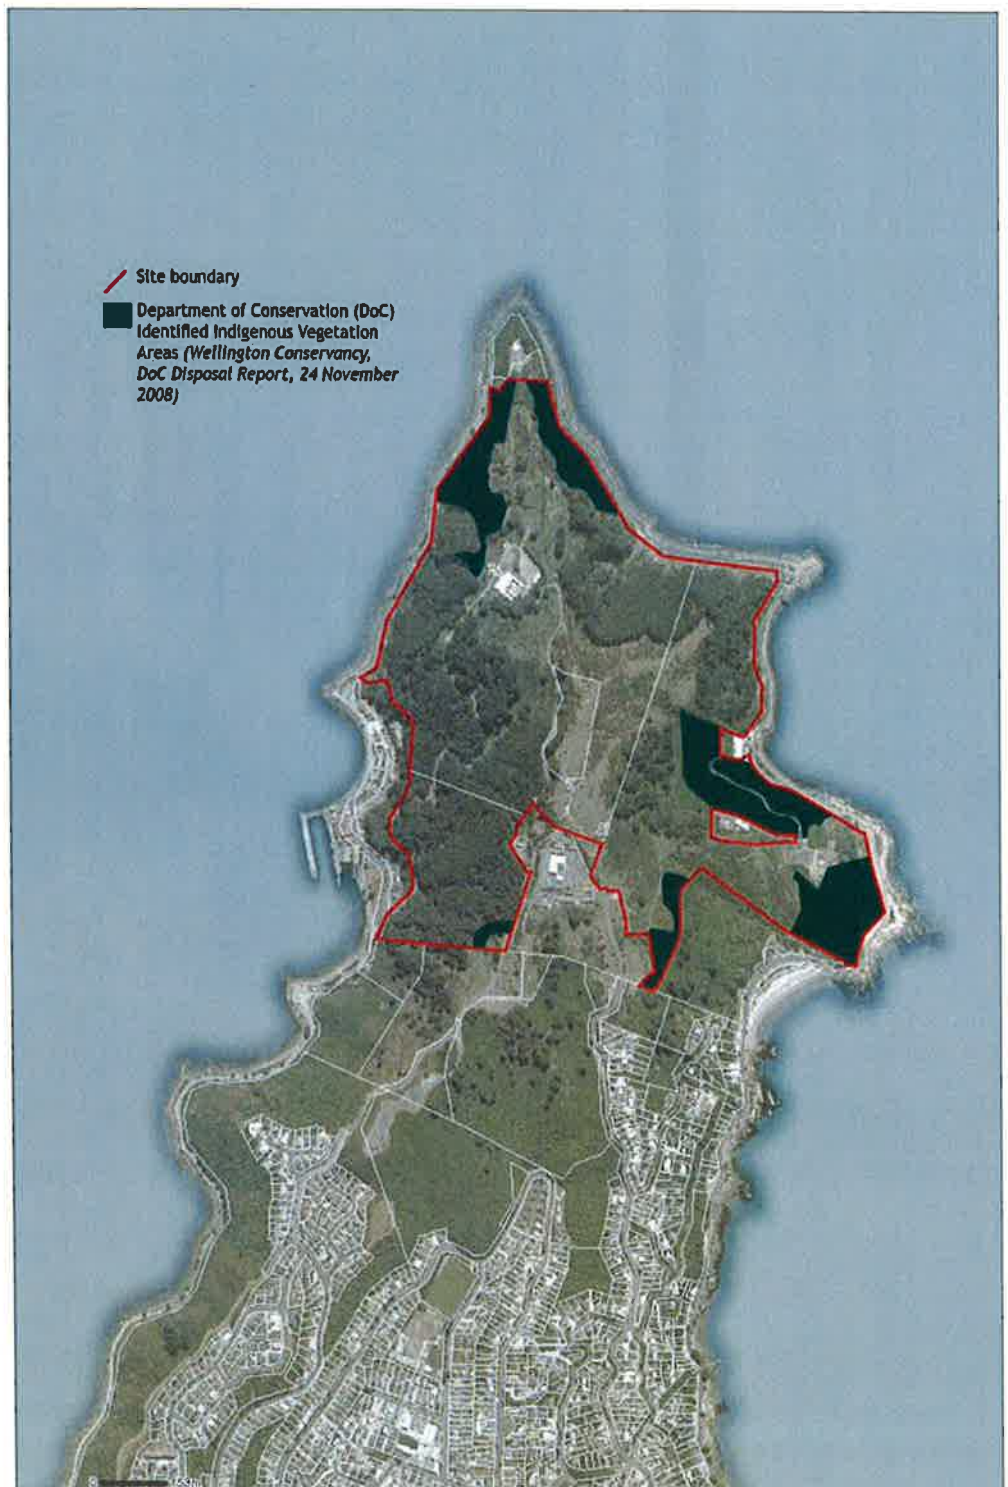 Site boundary
Department of Conservation (DoC)
Identified Indigenous Vegetation
Areas (Wellington Conservancy,
DoC Disposal Report, 24 November
2008)